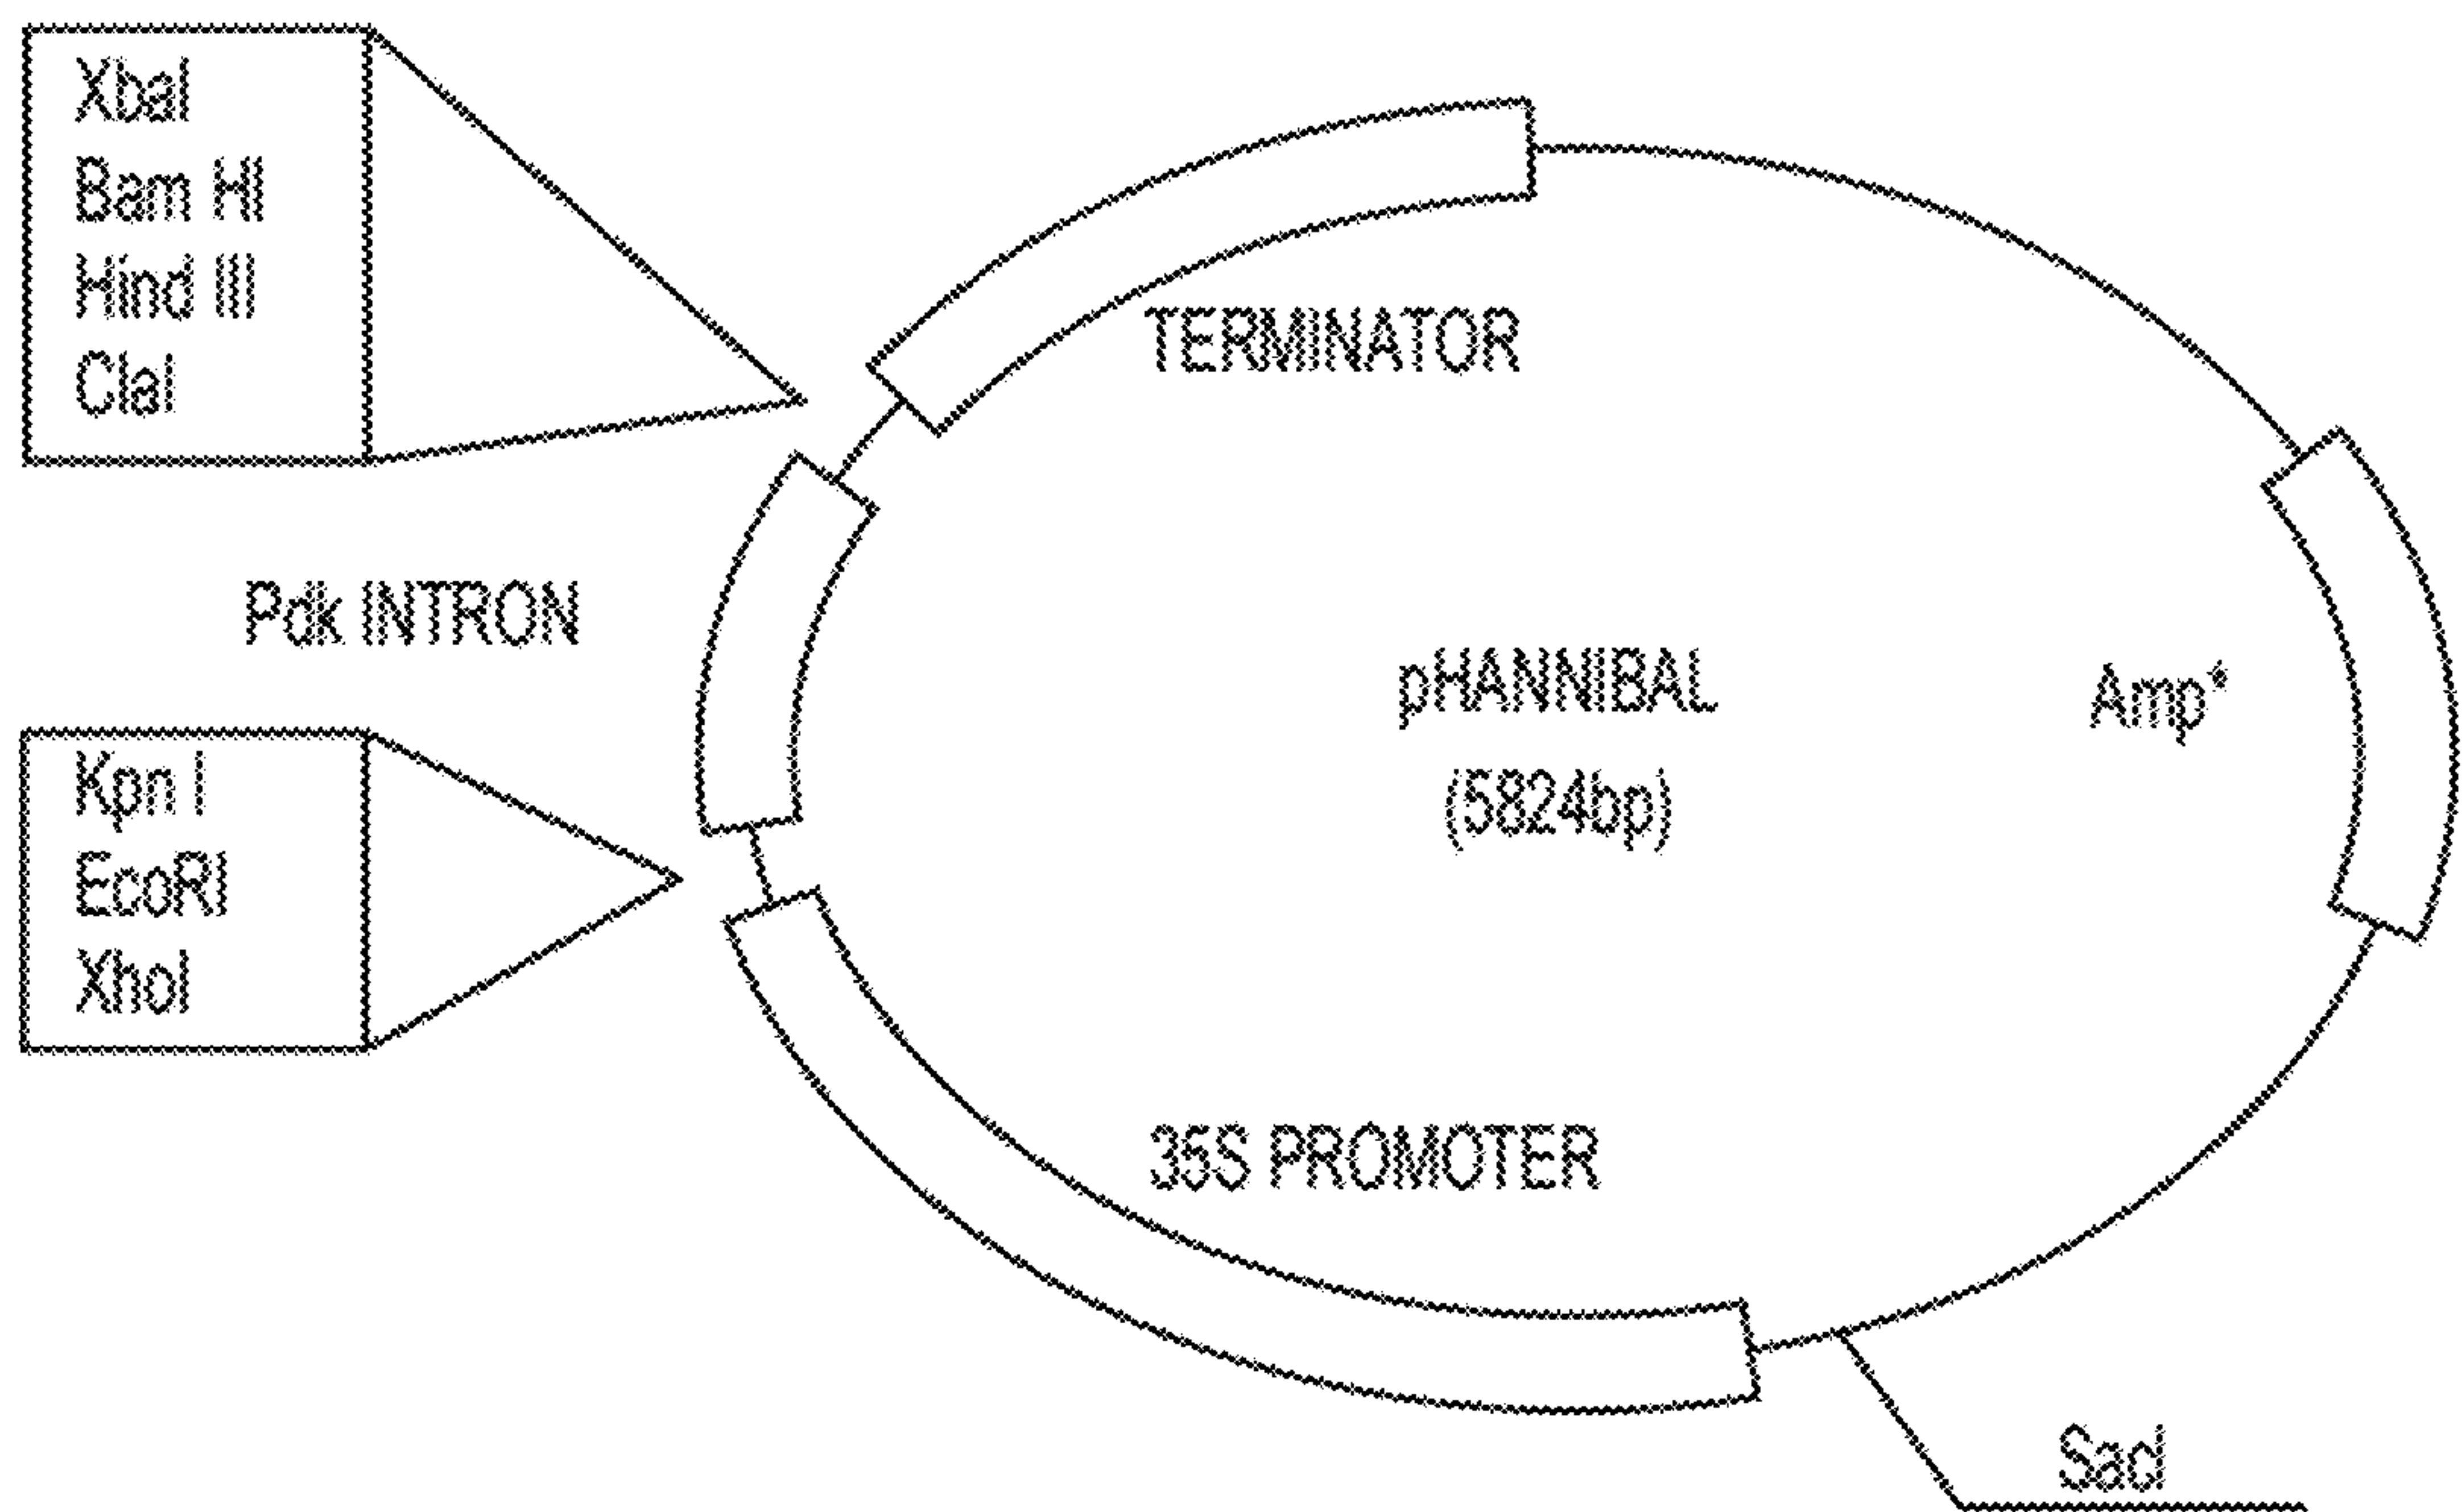 XbaI
Bam HI
Hind III
ClaI
TERMINATOR
Pdk INTRON
pHANNIBAL
(5824bp)
Amp*
Kpn I
EcoRI
XhoI
35S PROMOTER
SacI